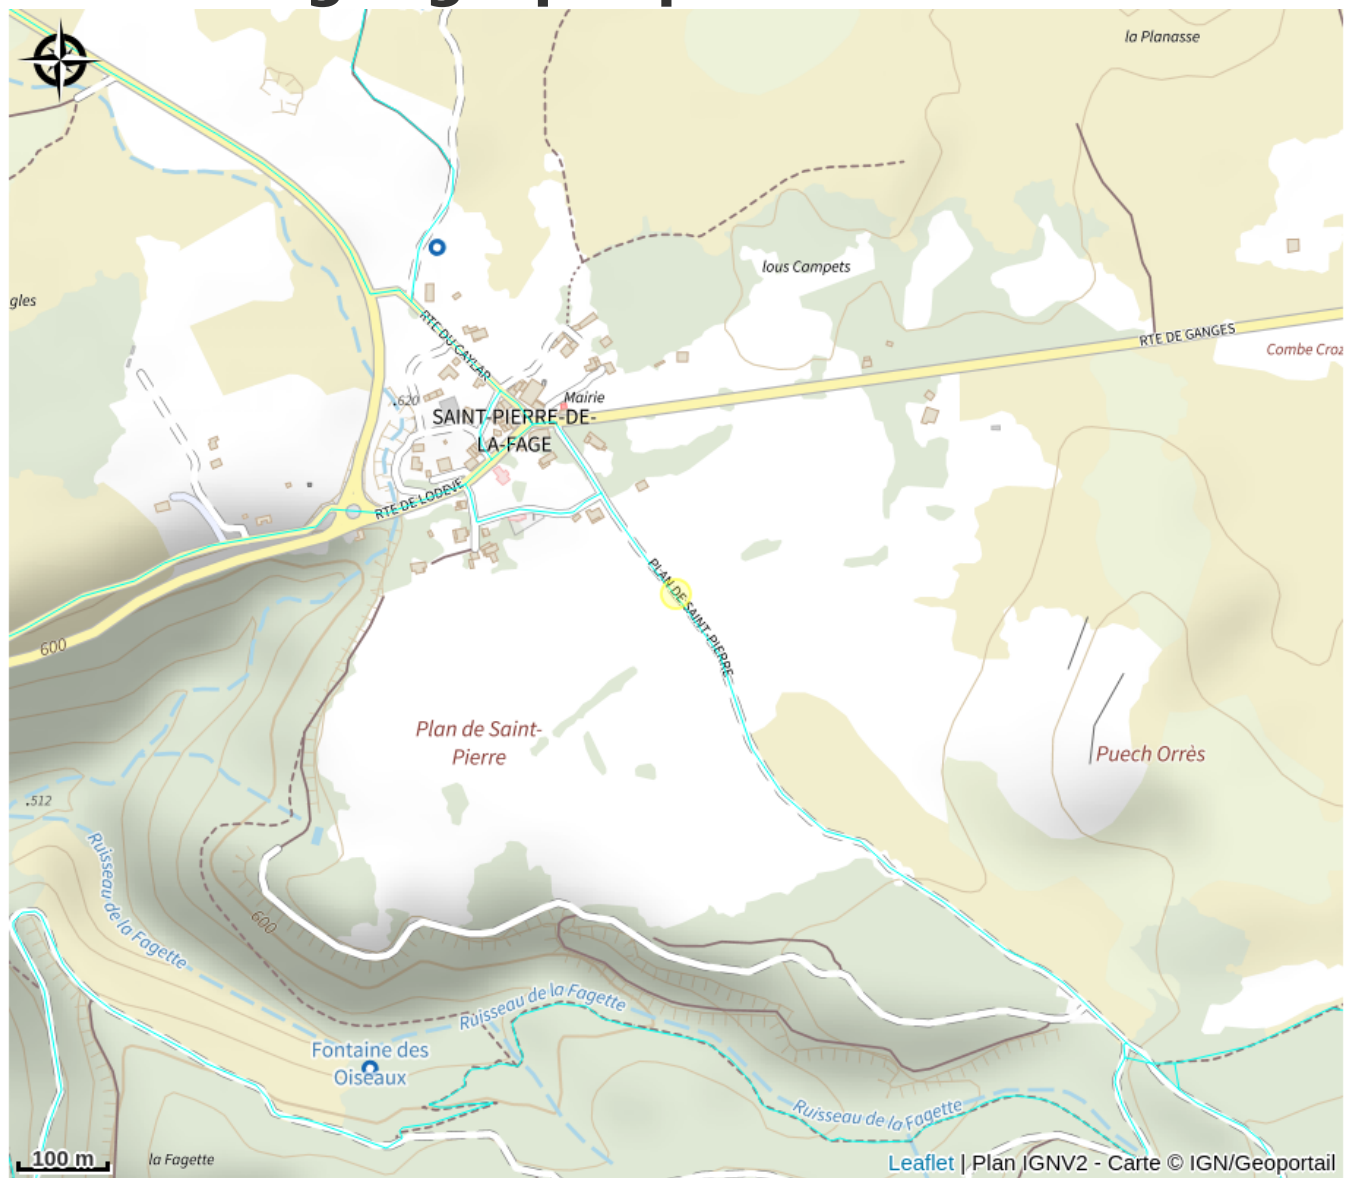 la Planasse
lous Campets
gles
RTE DE GANGES
Combe Croz
RTE DU CAYLAR
Mairie
.620
SAINT-PIERRE-DE-
LA-FAGE
RTE DE LODEVE
PLAN DE SAINT-PIERRE
600
Plan de Saint-
Pierre
Puech Orrès
.512
Ruisseau de la Fagette
600
Ruisseau de la Fagette
Fontaine des
Oiseaux
Ruisseau de la Fagette
100 m
la Fagette
Leaflet | Plan IGNV2 - Carte © IGN/Geoportail